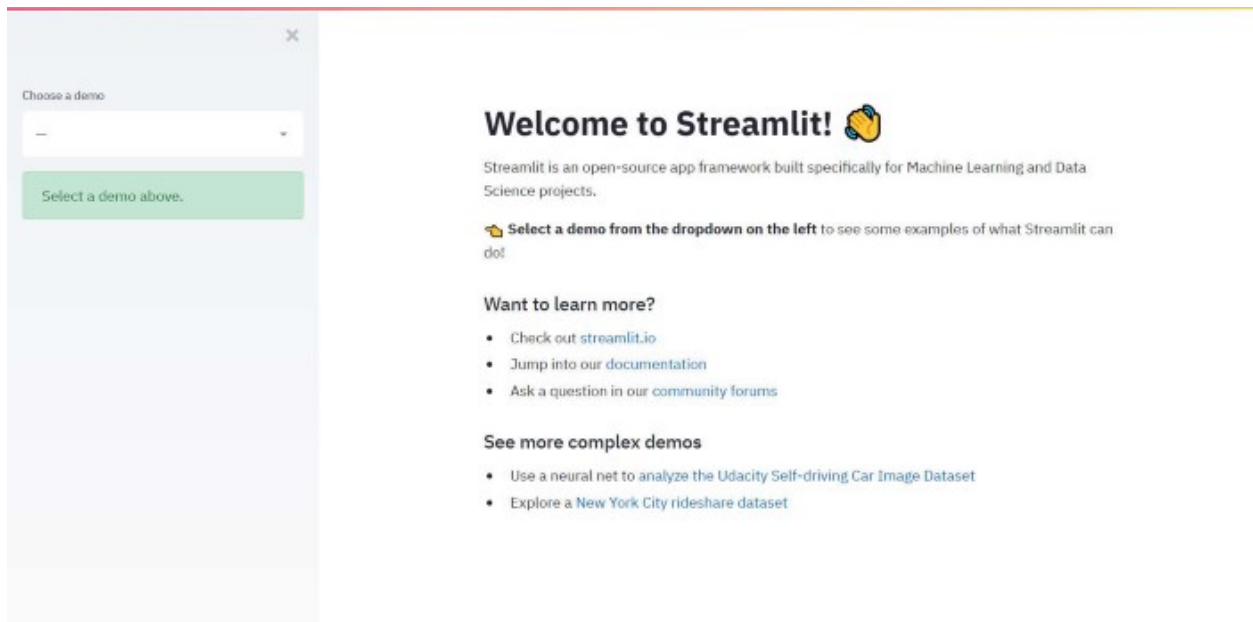 Choose a demo
—
Select a demo above.
Welcome to Streamlit! 👋
Streamlit is an open-source app framework built specifically for Machine Learning and Data
Science projects.
👈 Select a demo from the dropdown on the left to see some examples of what Streamlit can
do!
Want to learn more?
• Check out streamlit.io
• Jump into our documentation
• Ask a question in our community forums
See more complex demos
• Use a neural net to analyze the Udacity Self-driving Car Image Dataset
• Explore a New York City rideshare dataset